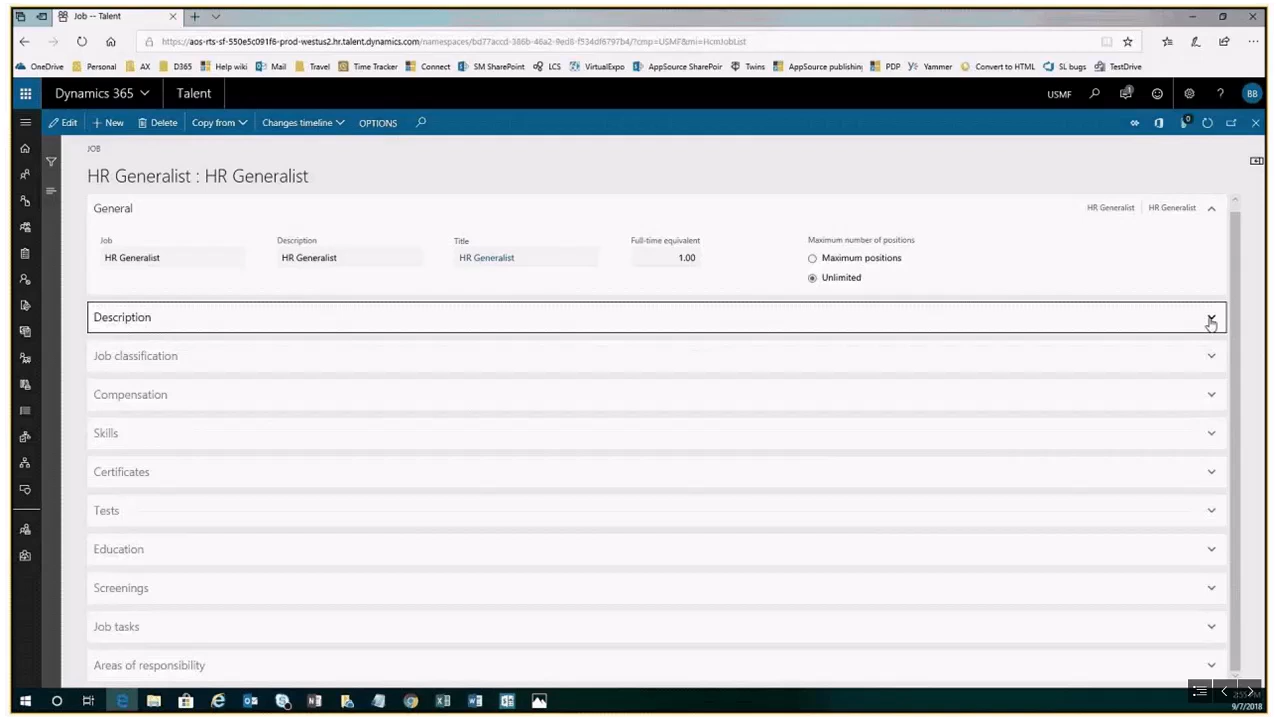 Job -- Talent
https://aos-rts-sf-550e5c091f6-prod-westus2.hr.talent.dynamics.com/namespaces/bd77accd-386b-46a2-9ed8-f534df6797b4/?cmp=USMF&mi=HcmJobList
OneDrive Personal AX D365 Help wiki Mail Travel Time Tracker Connect SM SharePoint LCS VirtualExpo AppSource SharePoir Twins AppSource publishing PDP Yammer Convert to HTML SL bugs TestDrive
Dynamics 365 Talent USMF 1 ? BB
Edit + New Delete Copy from Changes timeline OPTIONS 0
JOB
HR Generalist : HR Generalist
General HR Generalist HR Generalist
Job Description Title Full-time equivalent Maximum number of positions
HR Generalist HR Generalist HR Generalist 1.00 Maximum positions
Unlimited
Description
Job classification
Compensation
Skills
Certificates
Tests
Education
Screenings
Job tasks
Areas of responsibility
9/7/2018